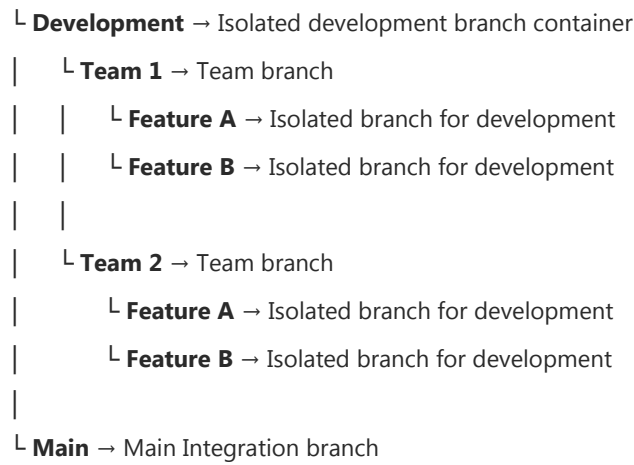 └ Development → Isolated development branch container
│ └ Team 1 → Team branch
│ │ └ Feature A → Isolated branch for development
│ │ └ Feature B → Isolated branch for development
│ │
│ └ Team 2 → Team branch
│ └ Feature A → Isolated branch for development
│ └ Feature B → Isolated branch for development
│
└ Main → Main Integration branch